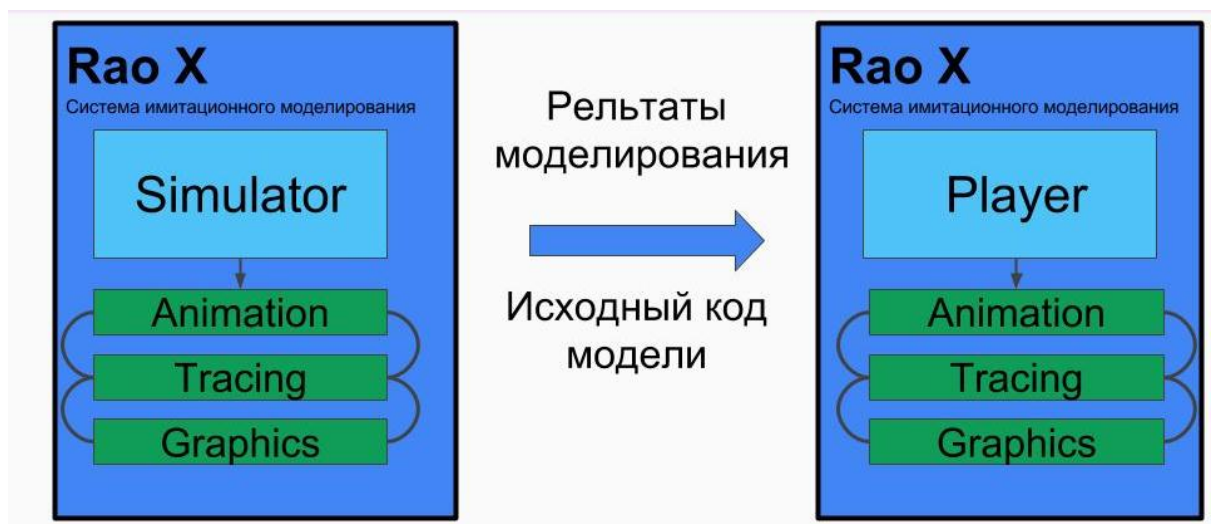 Rao X
Система имитационного моделирования
Simulator
Animation
Tracing
Graphics
Рельтаты
моделирования
Исходный код
модели
Rao X
Система имитационного моделирования
Player
Animation
Tracing
Graphics